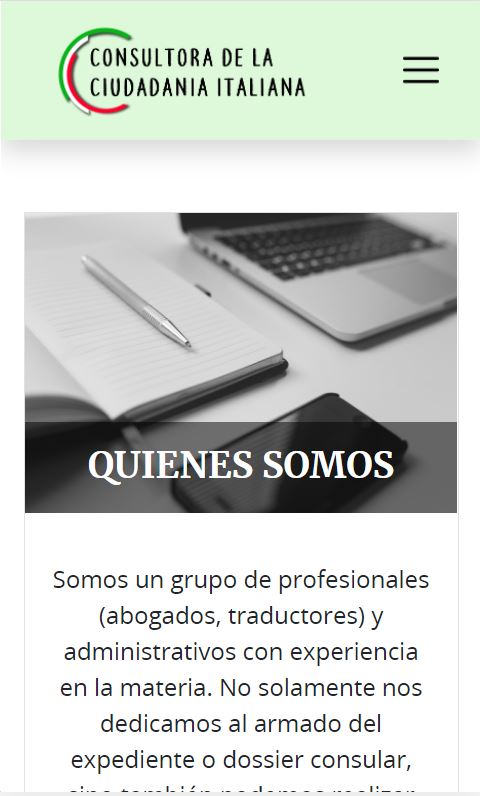 CONSULTORA DE LA
CIUDADANIA ITALIANA
QUIENES SOMOS
Somos un grupo de profesionales
(abogados, traductores) y
administrativos con experiencia
en la materia. No solamente nos
dedicamos al armado del
expediente o dossier consular,